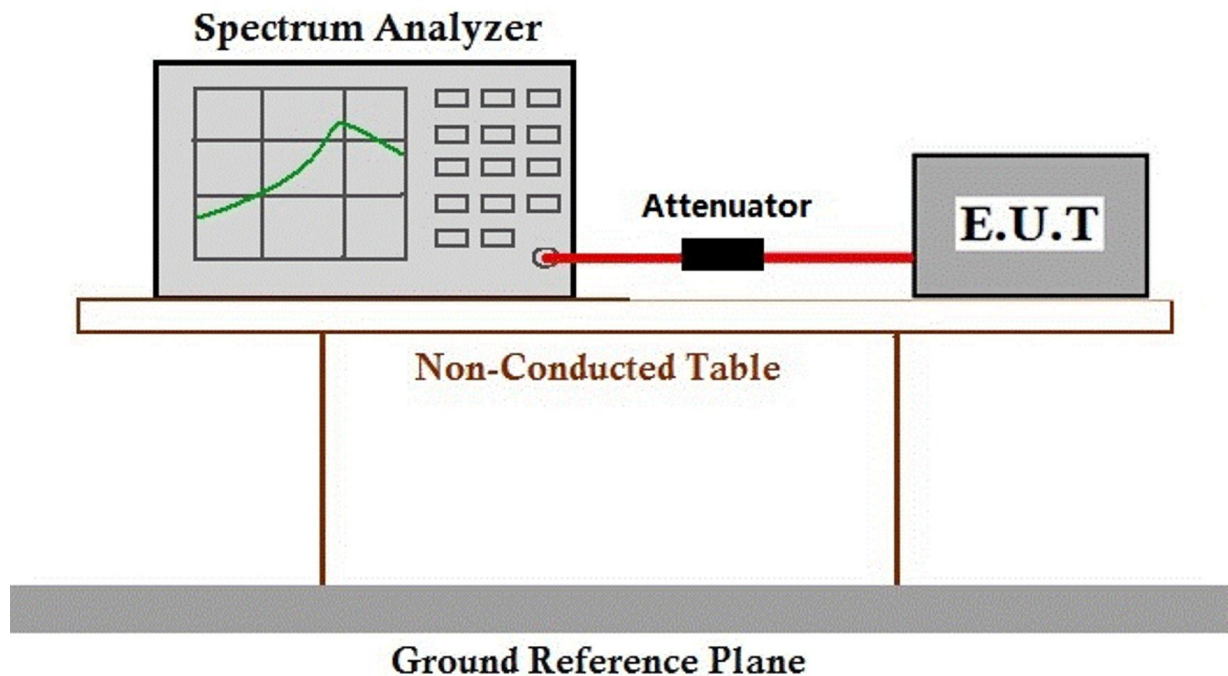 Spectrum Analyzer
Attenuator
E.U.T
Non-Conducted Table
Ground Reference Plane